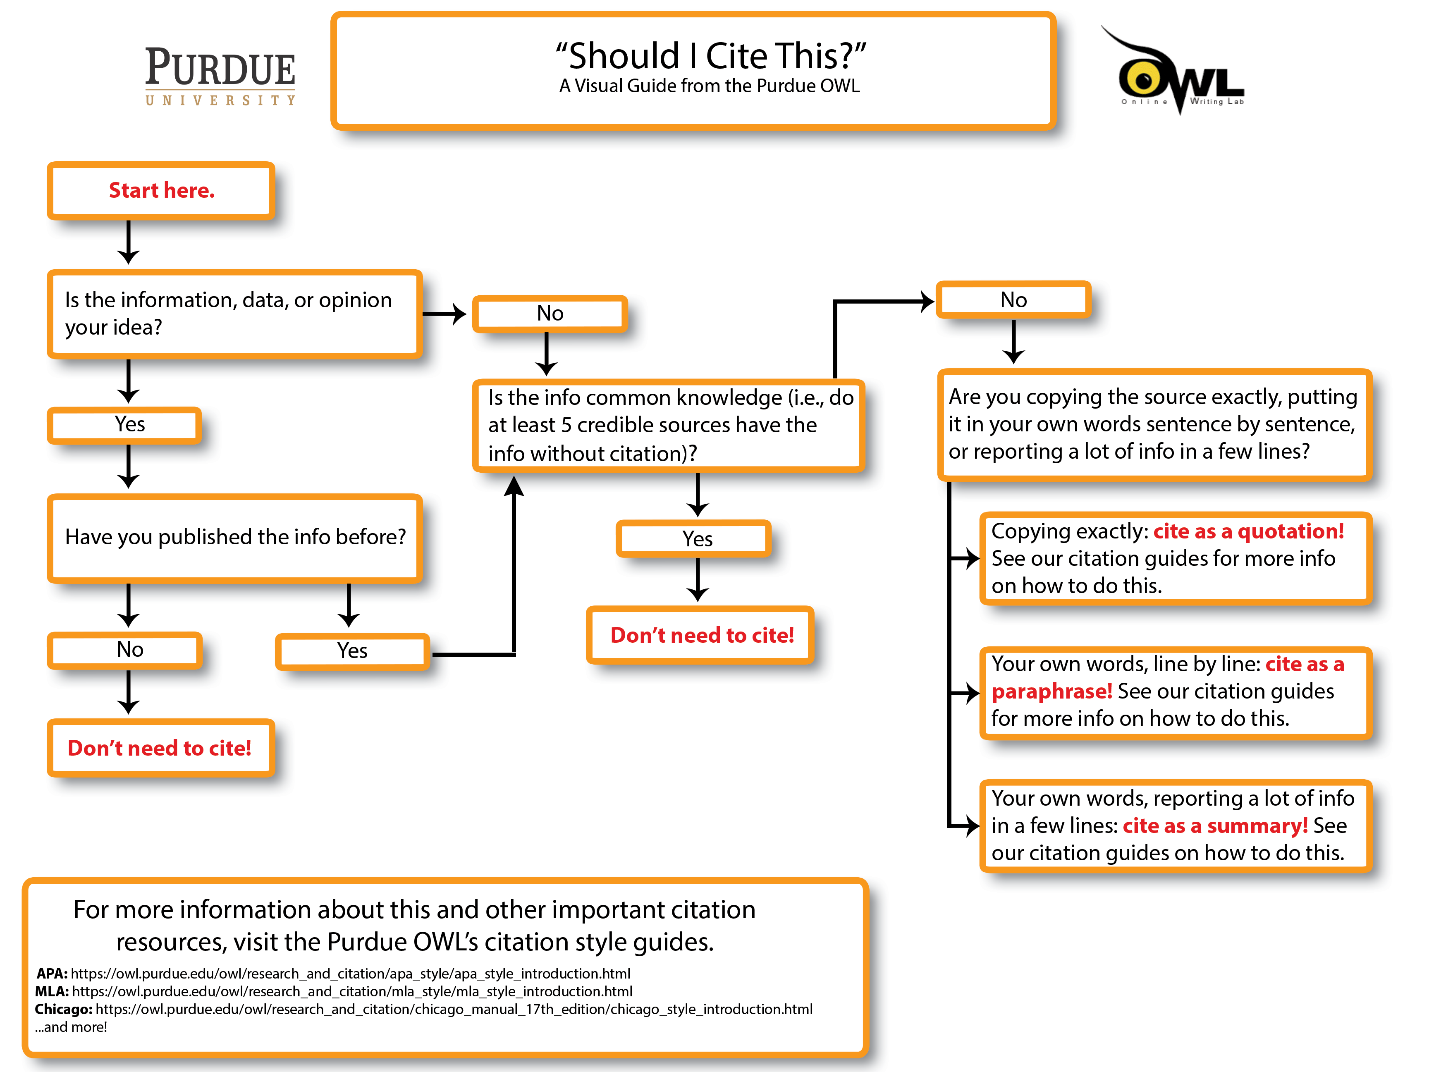 PURDUE
UNIVERSITY
“Should I Cite This?”
A Visual Guide from the Purdue OWL
OWL
Online Writing Lab
Start here.
Is the information, data, or opinion
your idea?
Yes
Have you published the info before?
No
Don’t need to cite!
Yes
No
Is the info common knowledge (i.e., do
at least 5 credible sources have the
info without citation)?
Yes
Don’t need to cite!
No
Are you copying the source exactly, putting
it in your own words sentence by sentence,
or reporting a lot of info in a few lines?
Copying exactly: cite as a quotation!
See our citation guides for more info
on how to do this.
Your own words, line by line: cite as a
paraphrase! See our citation guides
for more info on how to do this.
Your own words, reporting a lot of info
in a few lines: cite as a summary! See
our citation guides on how to do this.
For more information about this and other important citation
resources, visit the Purdue OWL’s citation style guides.
APA: https://owl.purdue.edu/owl/research_and_citation/apa_style/apa_style_introduction.html
MLA: https://owl.purdue.edu/owl/research_and_citation/mla_style/mla_style_introduction.html
Chicago: https://owl.purdue.edu/owl/research_and_citation/chicago_manual_17th_edition/chicago_style_introduction.html
...and more!